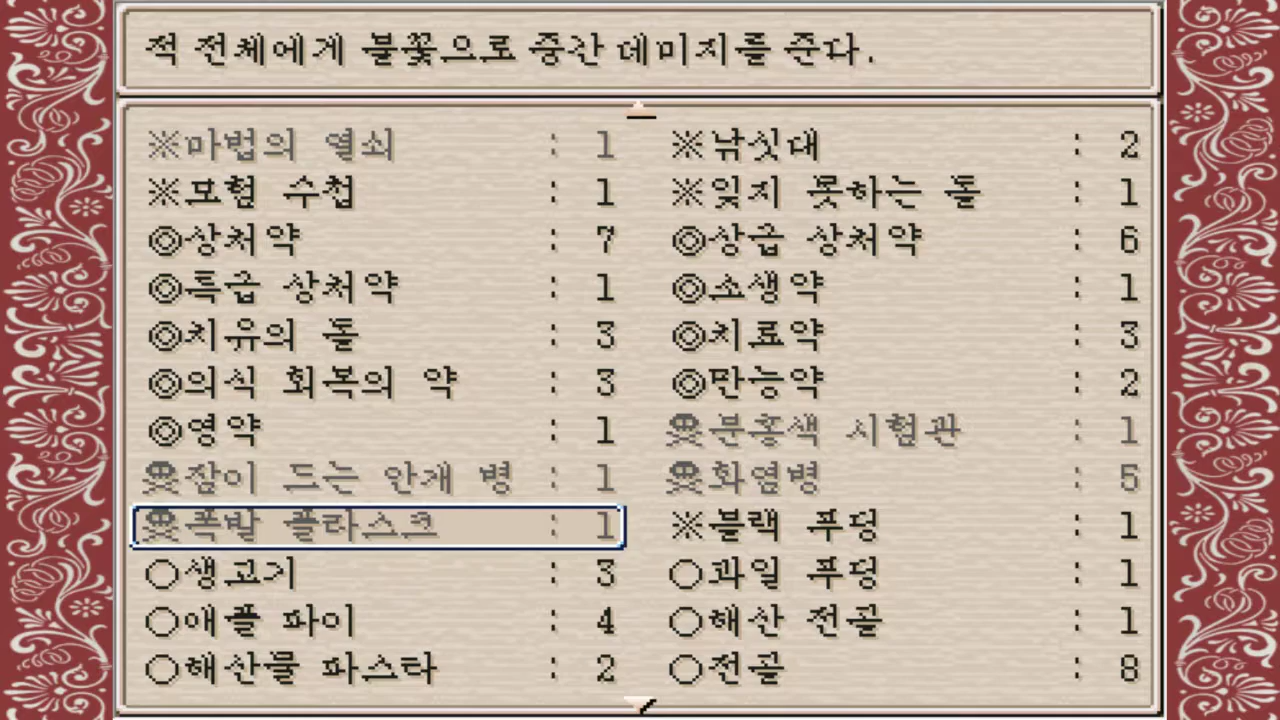 적 전체에게 불꽃으로 중간 데미지를 준다.
※마법의 열쇠 : 1 ※낚싯대 : 2
※모험 수첩 : 1 ※잊지 못하는 돌 : 1
◎상처약 : 7 ◎상급 상처약 : 6
◎특급 상처약 : 1 ◎소생약 : 1
◎치유의 돌 : 3 ◎치료약 : 3
◎의식 회복의 약 : 3 ◎만능약 : 2
◎영약 : 1 ☠분홍색 시험관 : 1
☠잠이 드는 안개 병 : 1 ☠화염병 : 5
☠폭발 플라스크 : 1 ※블랙 푸딩 : 1
○생고기 : 3 ○과일 푸딩 : 1
○애플 파이 : 4 ○해산 전골 : 1
○해산물 파스타 : 2 ○전골 : 8